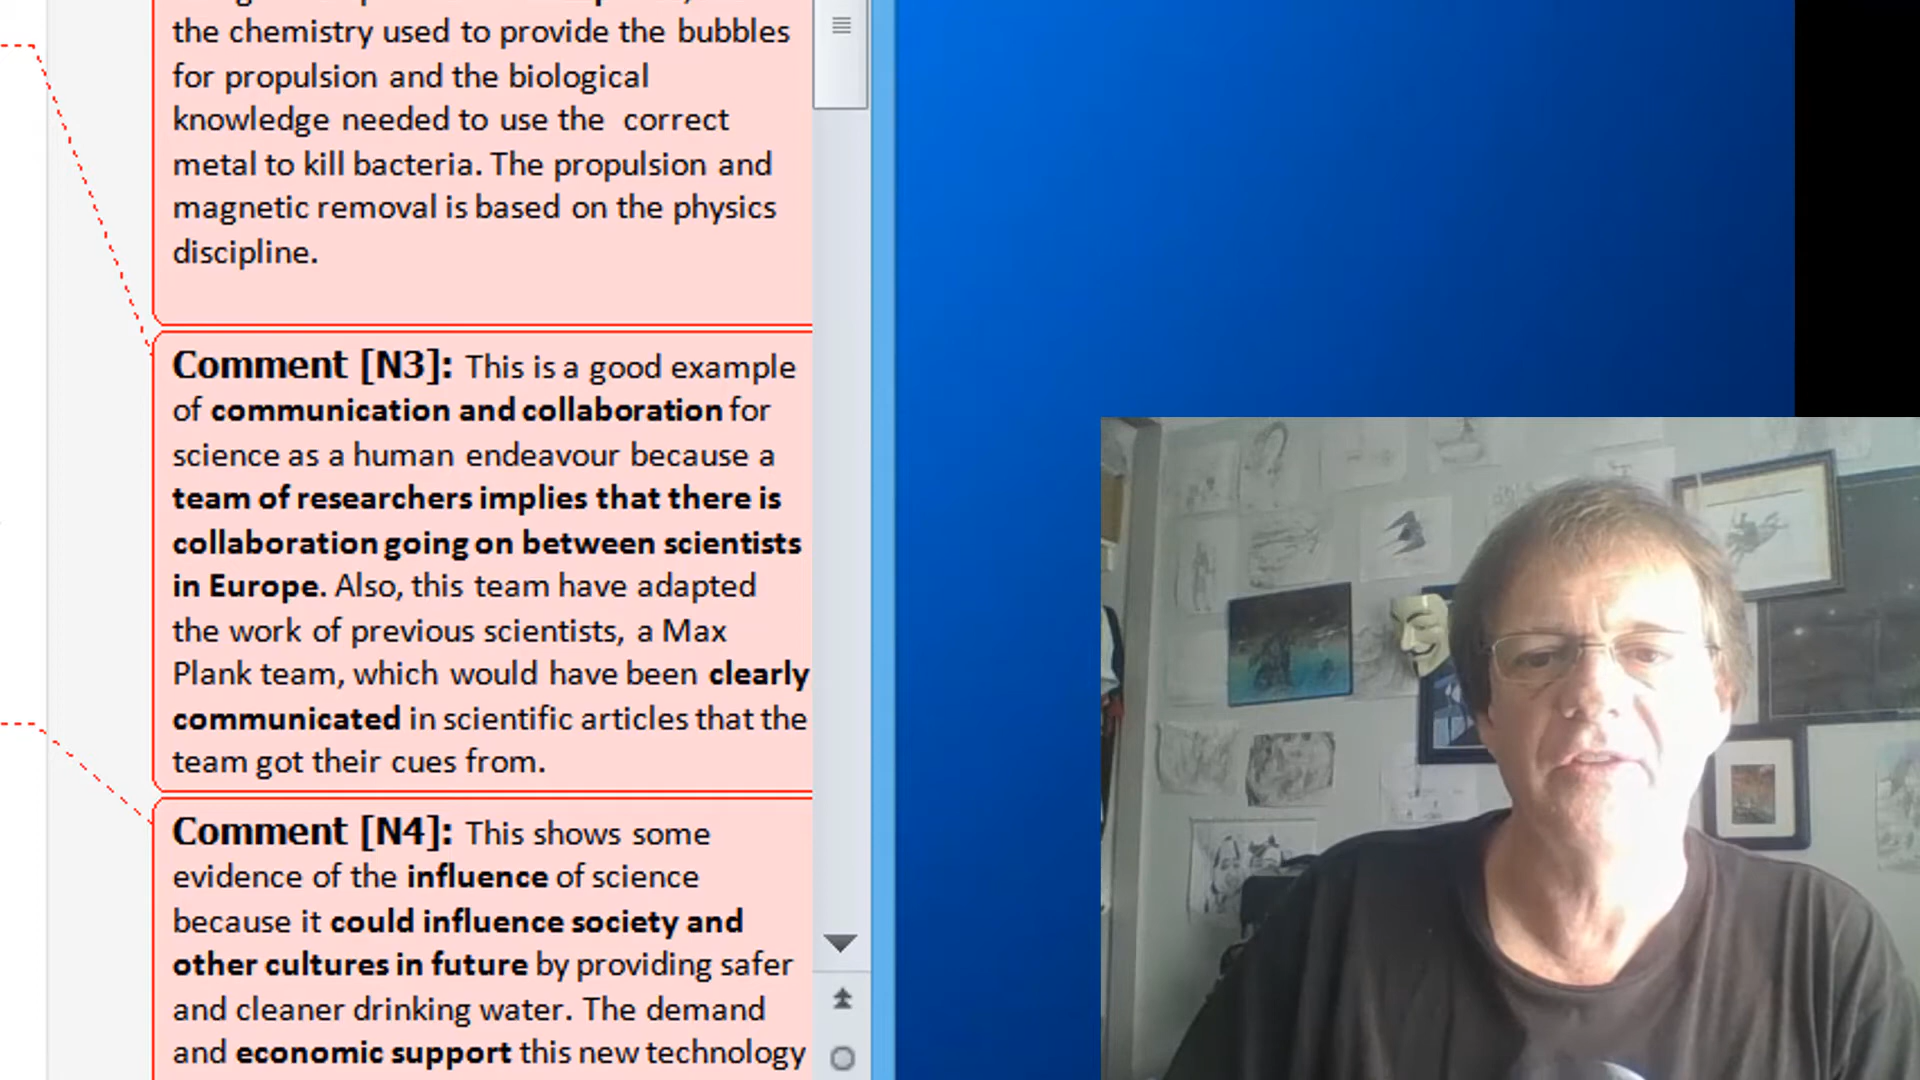 the chemistry used to provide the bubbles
for propulsion and the biological
knowledge needed to use the correct
metal to kill bacteria. The propulsion and
magnetic removal is based on the physics
discipline.
Comment [N3]: This is a good example
of communication and collaboration for
science as a human endeavour because a
team of researchers implies that there is
collaboration going on between scientists
in Europe. Also, this team have adapted
the work of previous scientists, a Max
Plank team, which would have been clearly
communicated in scientific articles that the
team got their cues from.
Comment [N4]: This shows some
evidence of the influence of science
because it could influence society and
other cultures in future by providing safer
and cleaner drinking water. The demand
and economic support this new technology